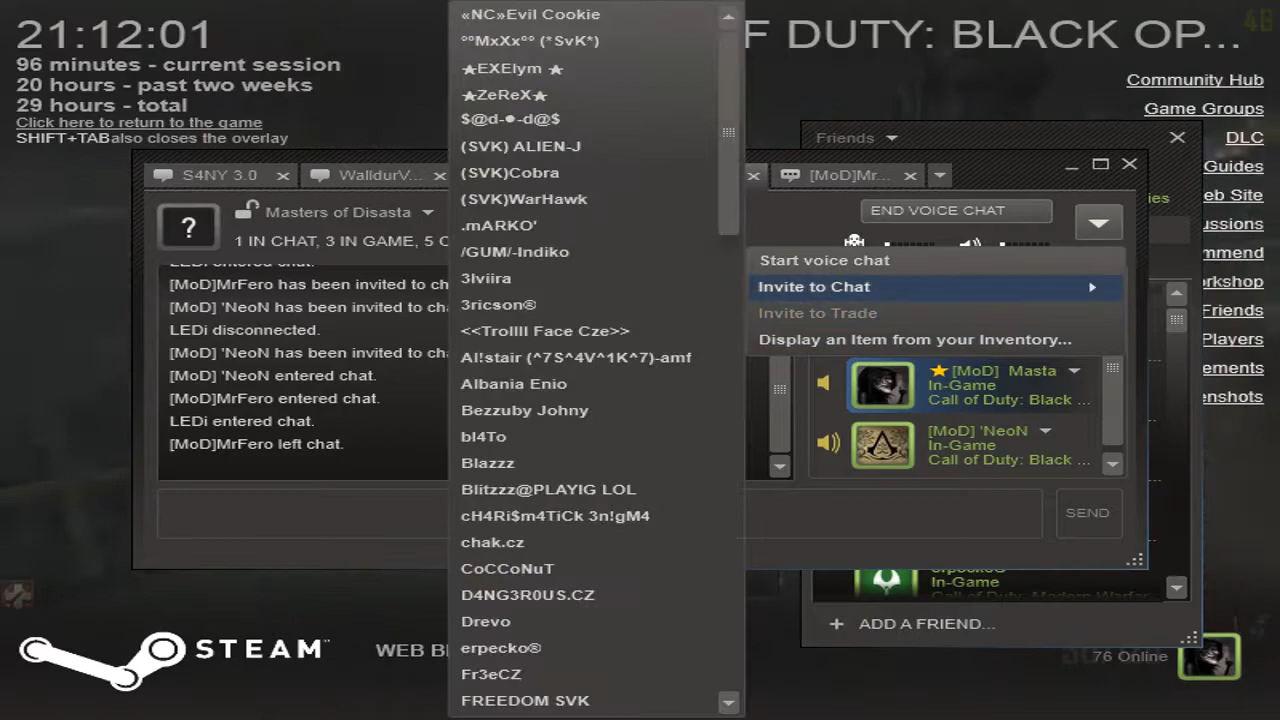 21:12:01
96 minutes - current session
20 hours - past two weeks
29 hours - total
Click here to return to the game
SHIFT+TAB also closes the overlay
F DUTY: BLACK OP...
48
Community Hub
Game Groups
DLC
Guides
eb Site
ussions
mmend
rkshop
Friends
Players
ements
enshots
Friends
ies
S4NY 3.0
WalldurV...
[MoD]Mr...
Masters of Disasta
1 IN CHAT, 3 IN GAME, 5 O
END VOICE CHAT
LEDi entered chat.
[MoD]MrFero has been invited to ch
[MoD] 'NeoN has been invited to ch
LEDi disconnected.
[MoD] 'NeoN has been invited to ch
[MoD] 'NeoN entered chat.
[MoD]MrFero entered chat.
LEDi entered chat.
[MoD]MrFero left chat.
«NC»Evil Cookie
°°MxXx°° (*SvK*)
★EXElym ★
★ZeReX★
$@d-●-d@$
(SVK) ALIEN-J
(SVK)Cobra
(SVK)WarHawk
.mARKO'
/GUM/-Indiko
3lviira
3ricson®
<<TrollII Face Cze>>
Al!stair (^7S^4V^1K^7)-amf
Albania Enio
Bezzuby Johny
bl4To
Blazzz
Blitzzz@PLAYIG LOL
cH4Ri$m4TiCk 3n!gM4
chak.cz
CoCCoNuT
D4NG3R0US.CZ
Drevo
erpecko®
Fr3eCZ
FREEDOM SVK
Start voice chat
Invite to Chat
Invite to Trade
Display an Item from your Inventory...
★ [MoD] Masta
In-Game
Call of Duty: Black ...
[MoD] 'NeoN
In-Game
Call of Duty: Black ...
SEND
erpecko®
In-Game
Call of Duty: Modern Warfar
+ ADD A FRIEND...
76 Online
STEAM™
WEB B